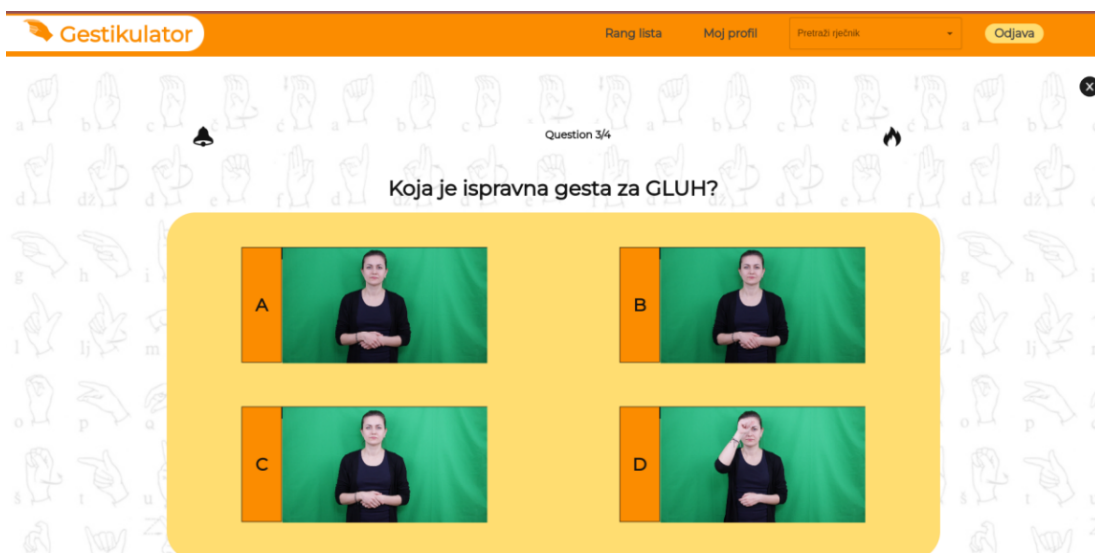 Gestikulator
Rang lista
Moj profil
Pretraži rječnik
Odjava
x
Question 3/4
Koja je ispravna gesta za GLUH?
A
B
C
D